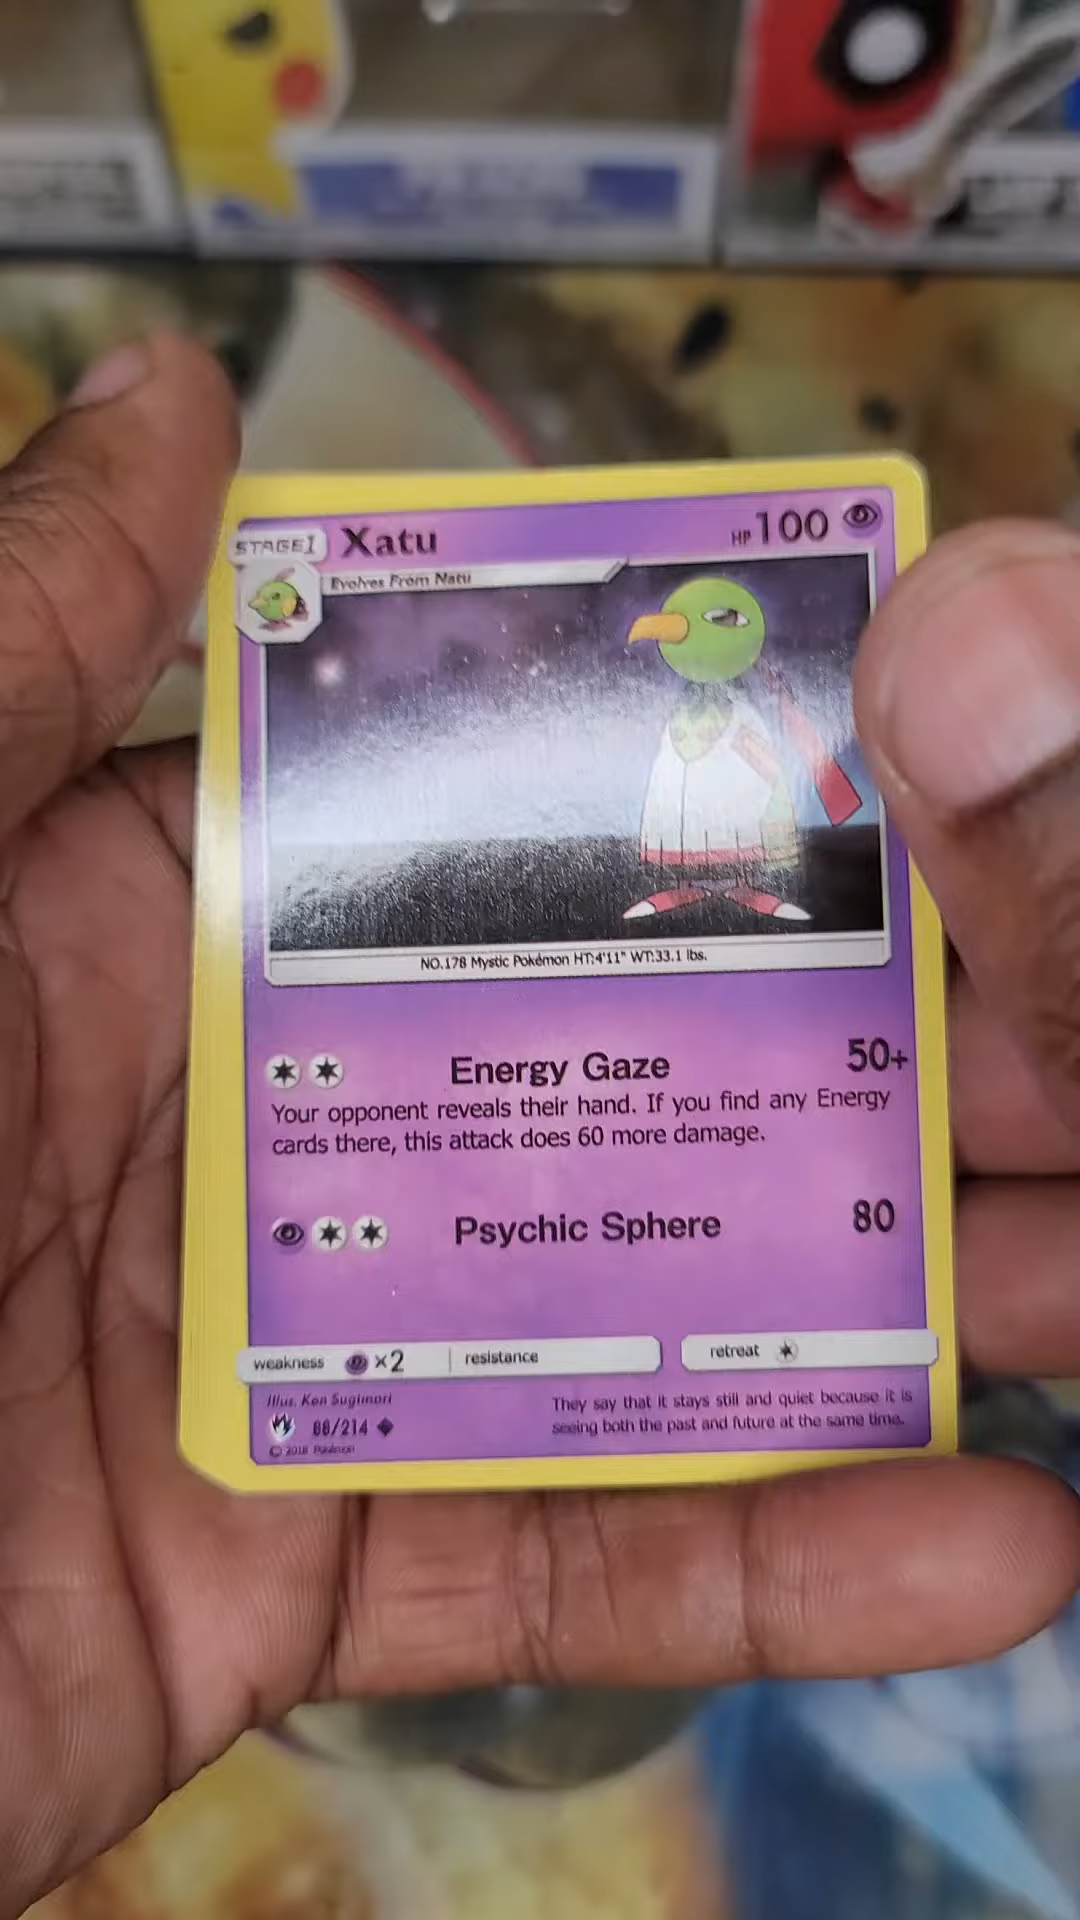 STAGE1 Xatu HP 100
Evolves From Natu
NO.178 Mystic Pokémon HT:4'11" WT:33.1 lbs.
Energy Gaze 50+
Your opponent reveals their hand. If you find any Energy
cards there, this attack does 60 more damage.
Psychic Sphere 80
weakness ×2 resistance retreat
Illus. Ken Sugimori
They say that it stays still and quiet because it is
seeing both the past and future at the same time.
88/214
© 2018 Pokémon